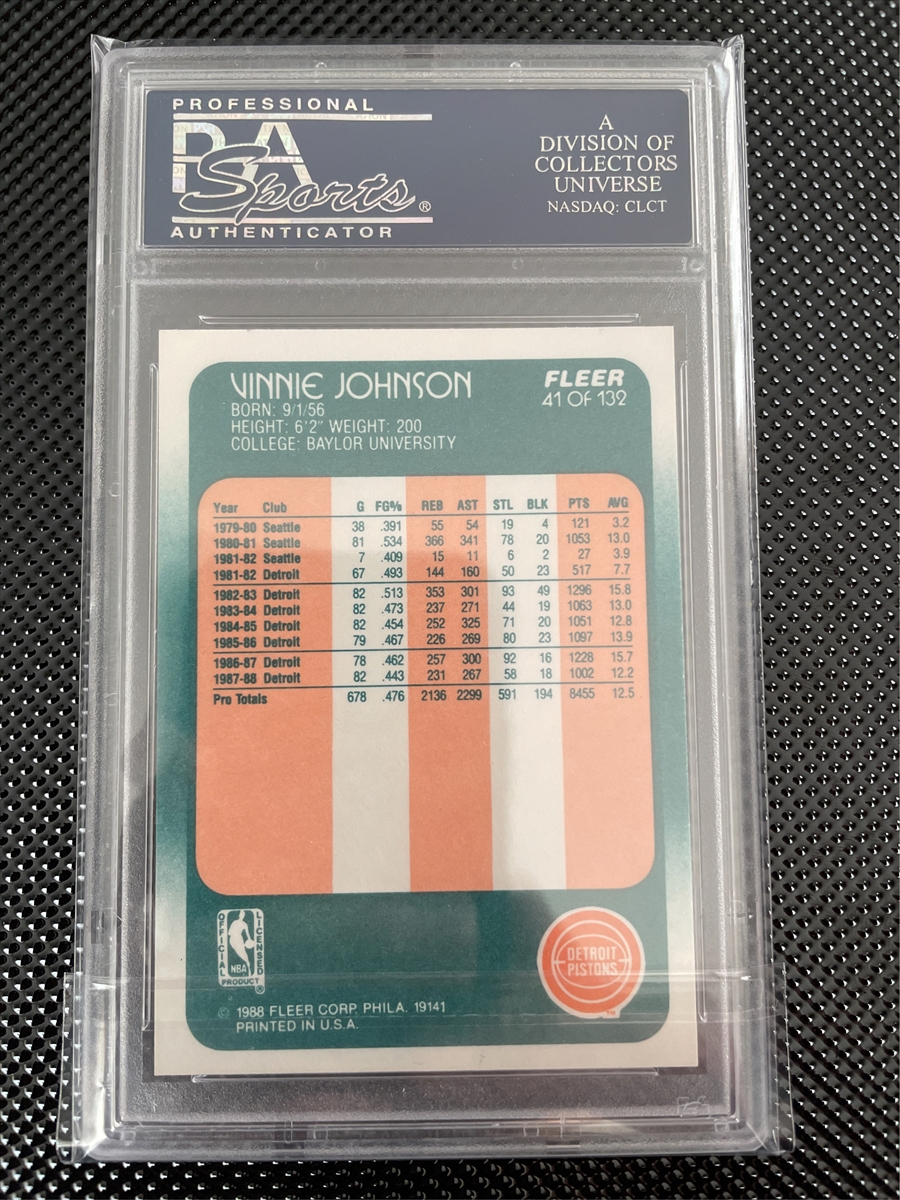 PROFESSIONAL
PSA
Sports®
AUTHENTICATOR
A
DIVISION OF
COLLECTORS
UNIVERSE
NASDAQ: CLCT
VINNIE JOHNSON
BORN: 9/1/56
HEIGHT: 6'2" WEIGHT: 200
COLLEGE: BAYLOR UNIVERSITY
FLEER
41 OF 132
Year Club G FG% REB AST STL BLK PTS AVG
1979-80 Seattle 38 .391 55 54 19 4 121 3.2
1980-81 Seattle 81 .534 366 341 78 20 1053 13.0
1981-82 Seattle 7 .409 15 11 6 2 27 3.9
1981-82 Detroit 67 .493 144 160 50 23 517 7.7
1982-83 Detroit 82 .513 353 301 93 49 1296 15.8
1983-84 Detroit 82 .473 237 271 44 19 1063 13.0
1984-85 Detroit 82 .454 252 325 71 20 1051 12.8
1985-86 Detroit 79 .467 226 269 80 23 1097 13.9
1986-87 Detroit 78 .462 257 300 92 16 1228 15.7
1987-88 Detroit 82 .443 231 267 58 18 1002 12.2
Pro Totals 678 .476 2136 2299 591 194 8455 12.5
OFFICIAL
LICENSED
NBA
PRODUCT
®
DETROIT
PISTONS
TM
© 1988 FLEER CORP. PHILA. 19141
PRINTED IN U.S.A.